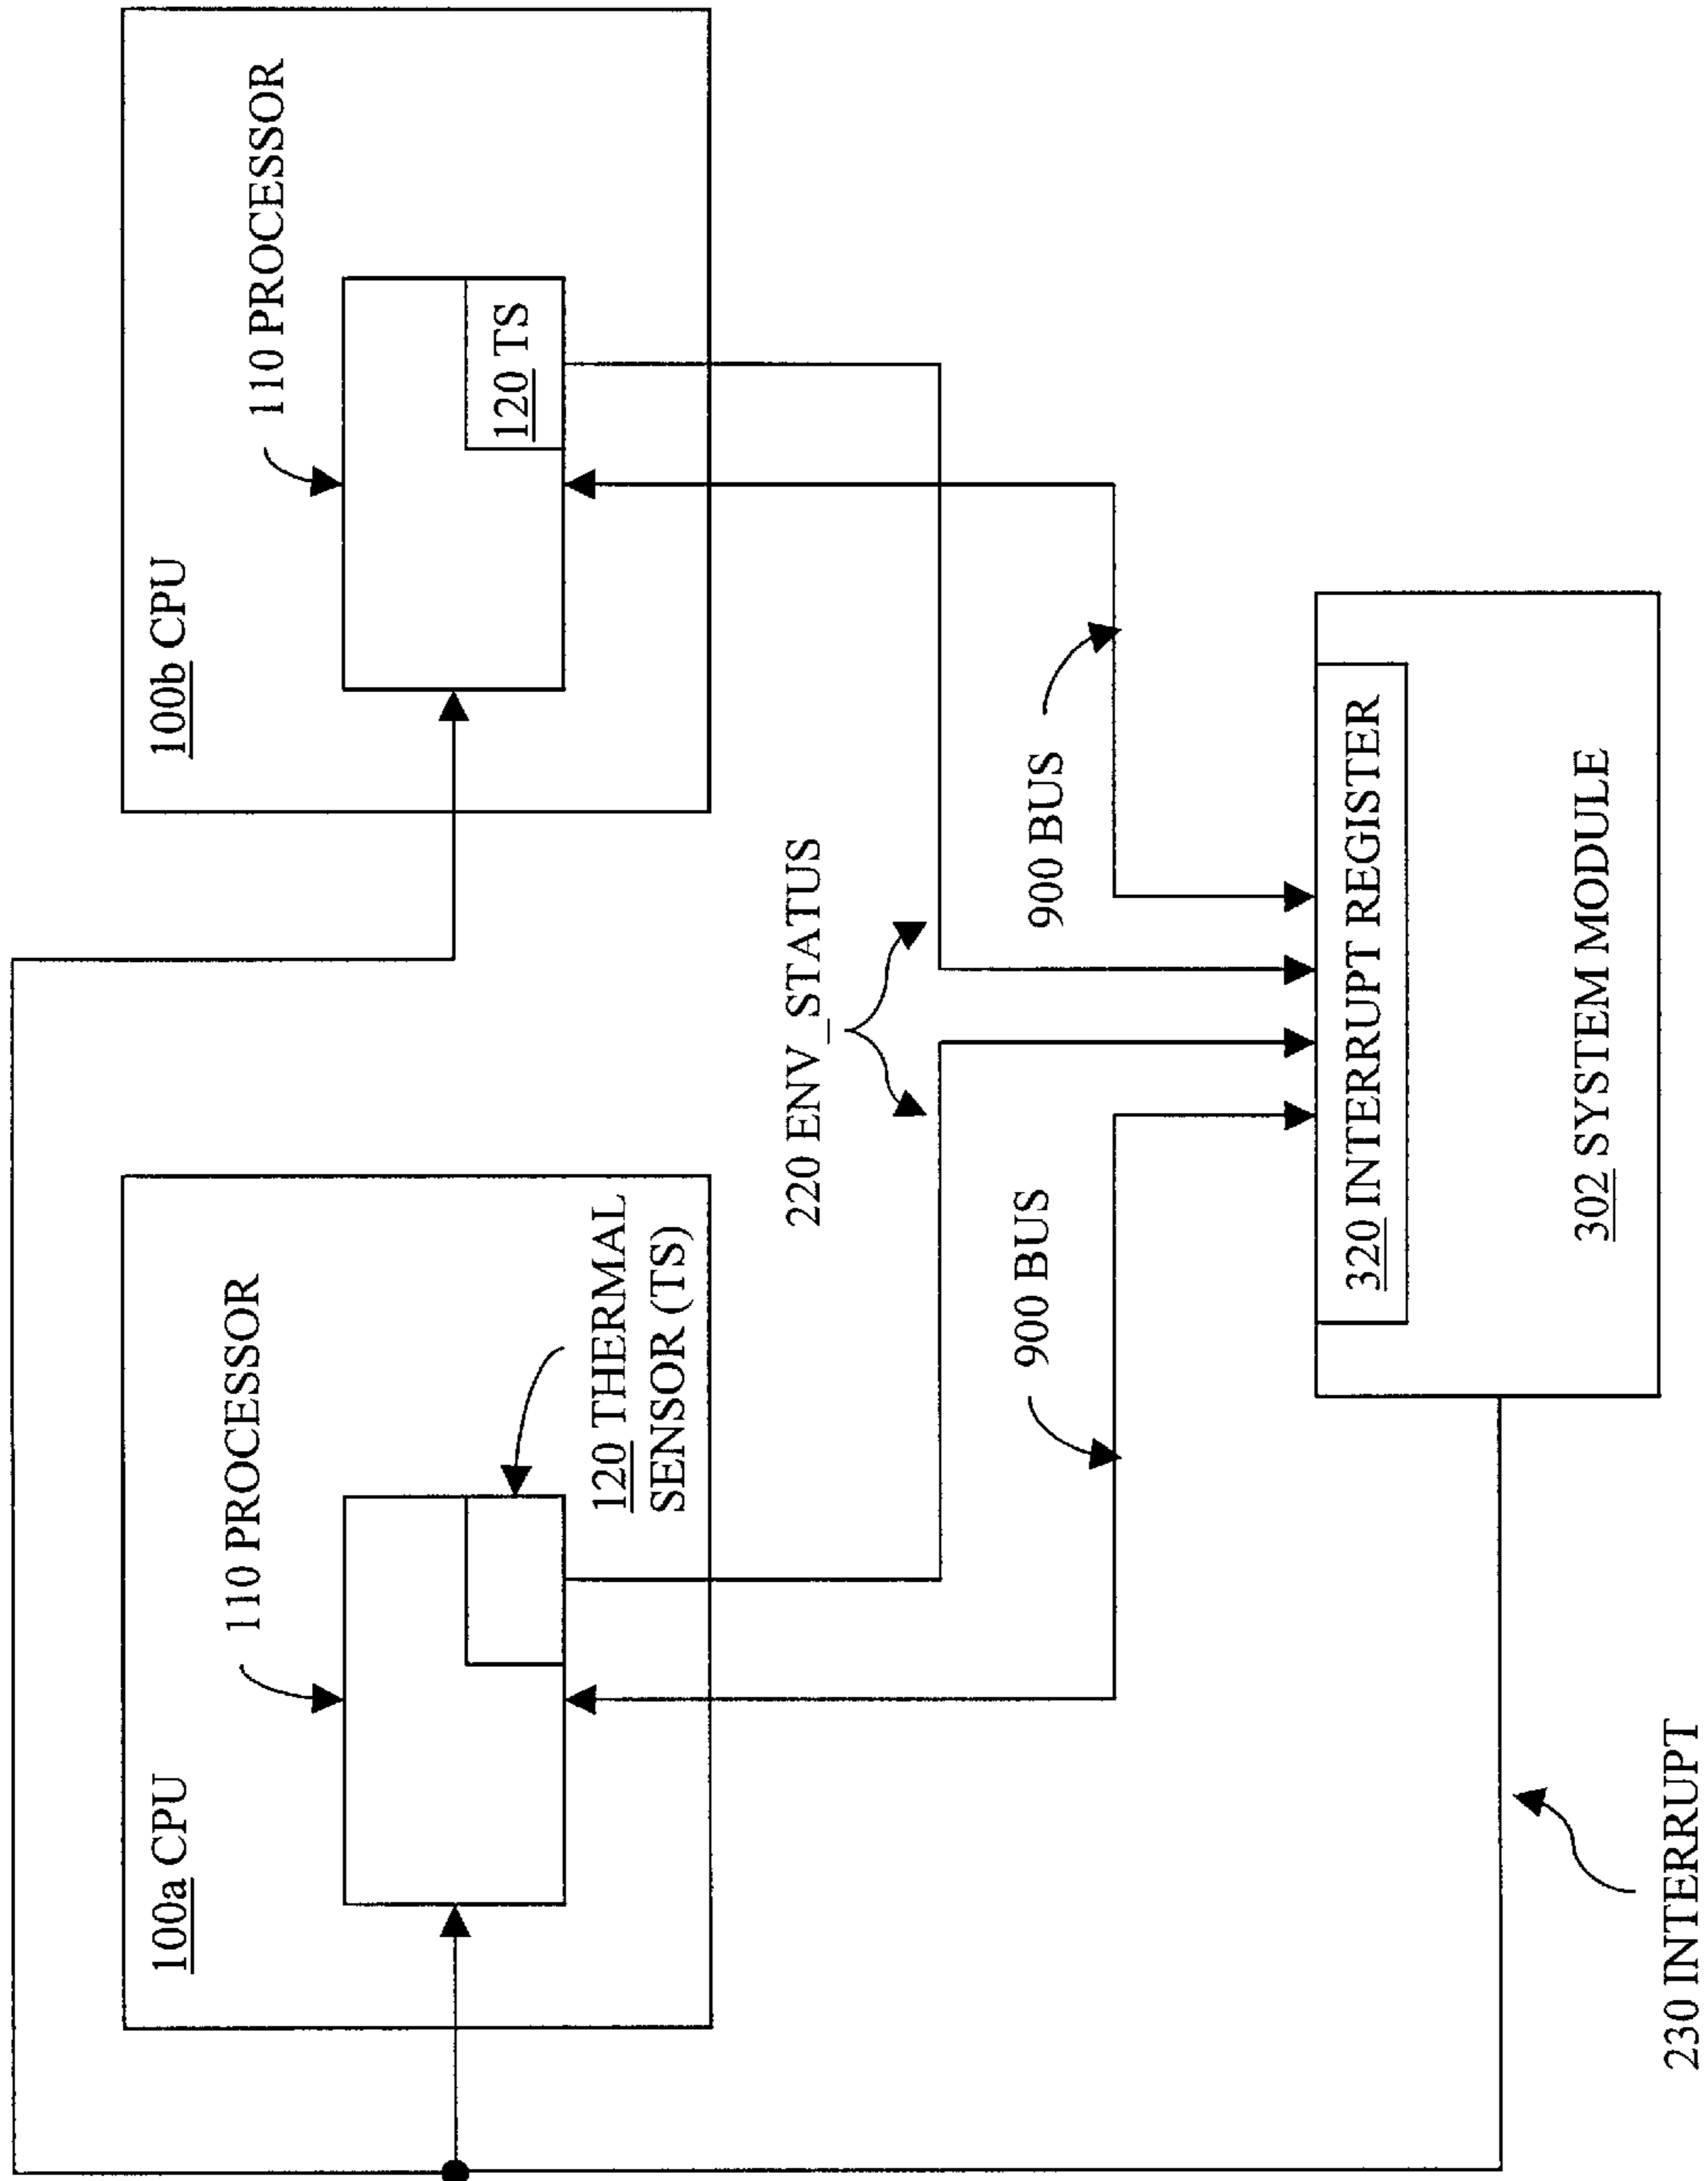 100a CPU
110 PROCESSOR
120 THERMAL
SENSOR (TS)
100b CPU
110 PROCESSOR
120 TS
220 ENV_STATUS
900 BUS
900 BUS
320 INTERRUPT REGISTER
302 SYSTEM MODULE
230 INTERRUPT